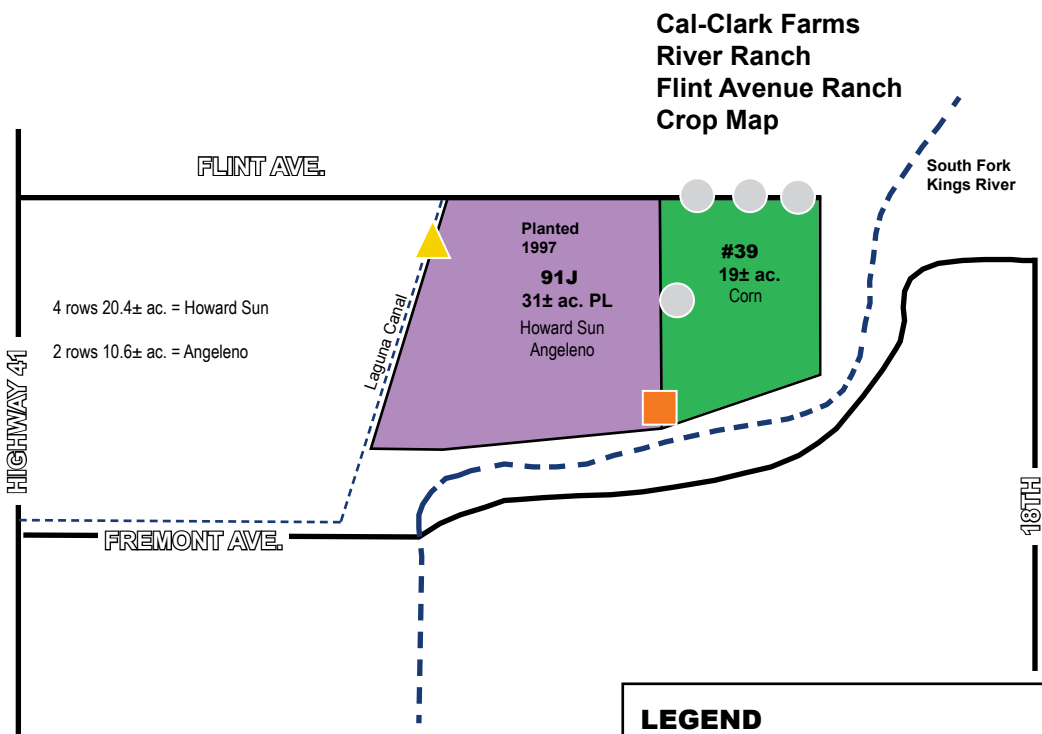 Cal-Clark Farms
River Ranch
Flint Avenue Ranch
Crop Map
FLINT AVE.
South Fork
Kings River
Planted
1997
91J
31± ac. PL
Howard Sun
Angeleno
#39
19± ac.
Corn
4 rows 20.4± ac. = Howard Sun
2 rows 10.6± ac. = Angeleno
Laguna Canal
HIGHWAY 41
FREMONT AVE.
18TH
LEGEND